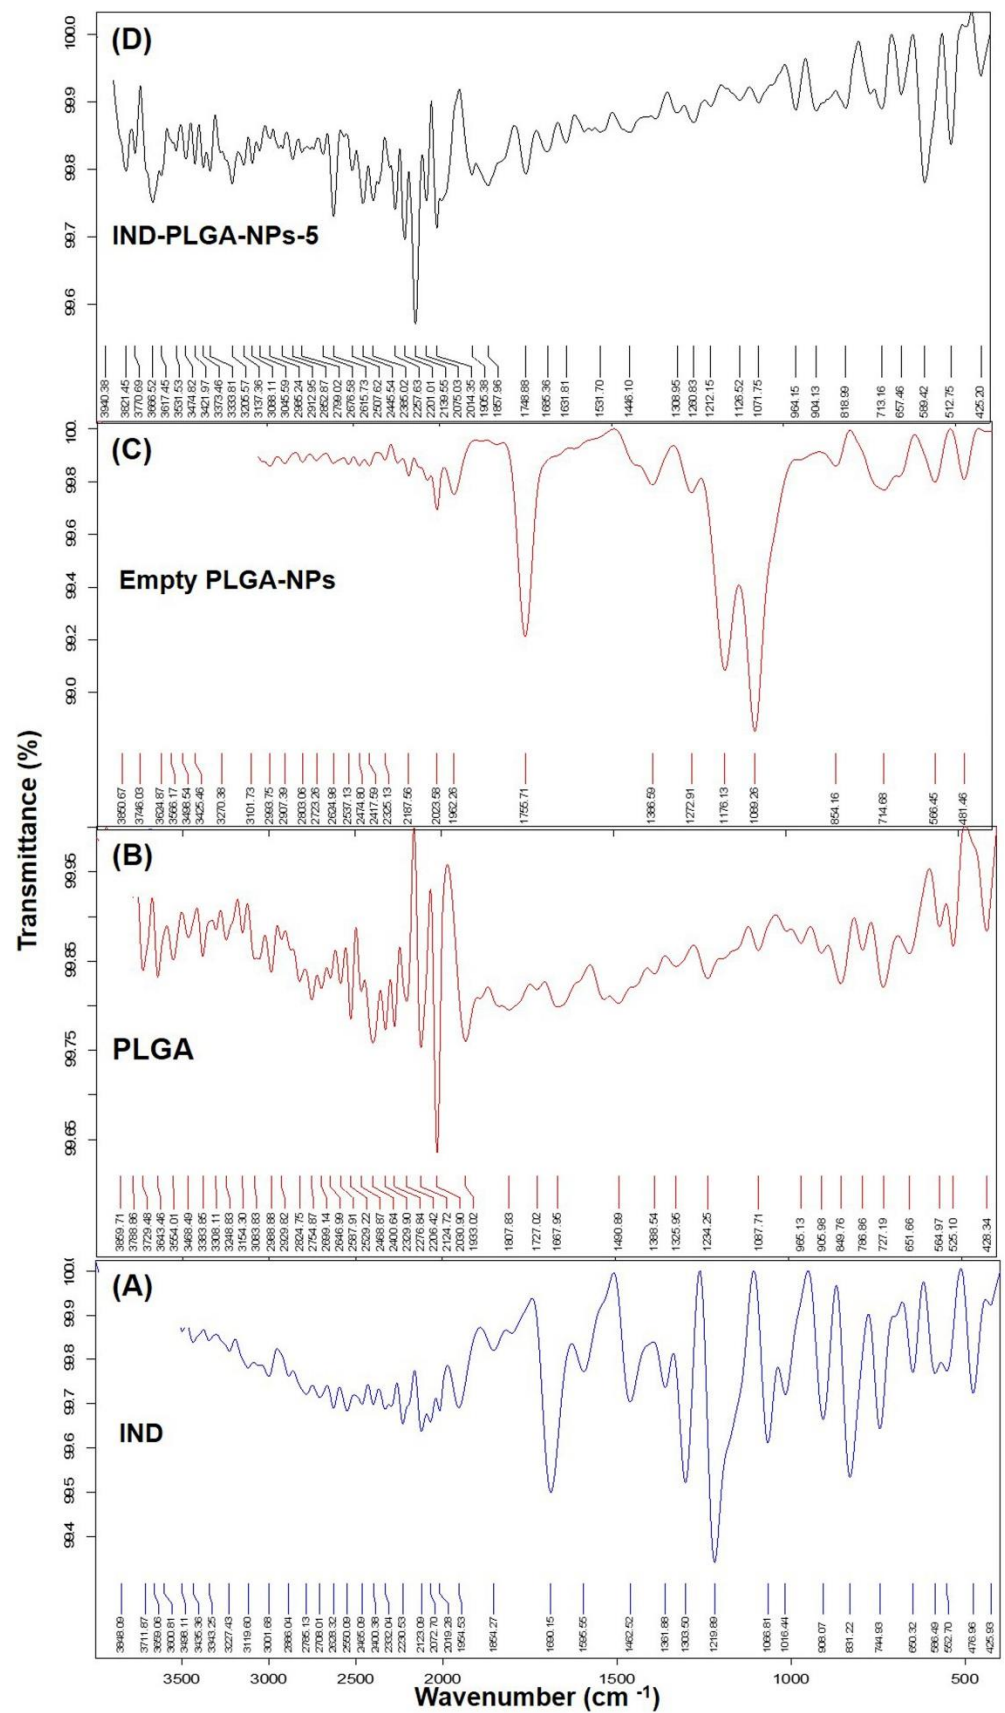 Transmittance (%)
(D)
IND-PLGA-NPs-5
100.0
99.9
99.8
99.7
99.6
3940.38 3821.45 3770.69 3666.52 3617.45 3531.53 3474.82 3421.97 3373.46 3333.81 3205.57 3137.36 3088.11 3045.59 2985.24 2912.95 2852.87 2799.02 2676.58 2615.73 2507.62 2445.54 2385.02 2257.63 2201.01 2139.55 2075.03 2014.35 1905.38 1857.96 1748.88 1685.36 1631.81 1531.70 1446.10 1308.95 1260.83 1212.15 1126.52 1071.75 964.15 904.13 818.99 713.16 657.46 589.42 512.75 425.20
(C)
Empty PLGA-NPs
100
99.8
99.6
99.4
99.2
99.0
3850.67 3746.03 3624.87 3566.17 3498.54 3425.46 3270.38 3101.73 2993.75 2907.39 2803.06 2723.26 2624.98 2537.13 2474.80 2417.59 2325.13 2187.56 2023.58 1962.26 1755.71 1386.59 1272.91 1176.13 1089.26 854.16 714.68 566.45 481.46
(B)
PLGA
99.95
99.85
99.75
99.65
3859.71 3788.86 3729.48 3643.46 3554.01 3469.49 3383.85 3308.11 3248.83 3154.30 3083.83 2988.88 2929.82 2824.75 2754.87 2699.14 2646.99 2587.91 2529.22 2468.87 2400.64 2329.90 2276.84 2206.42 2124.72 2030.90 1933.02 1807.83 1727.02 1667.95 1490.89 1388.54 1325.95 1234.25 1087.71 965.13 905.98 849.76 786.86 727.19 651.66 564.97 525.10 428.34
(A)
IND
100.0
99.9
99.8
99.7
99.6
99.5
99.4
3848.09 3711.87 3659.06 3600.81 3498.11 3435.36 3343.25 3227.43 3119.60 3001.68 2886.04 2785.13 2708.01 2628.32 2550.09 2465.09 2400.38 2332.04 2230.53 2123.09 2072.70 2019.28 1954.53 1854.27 1690.15 1595.55 1462.52 1361.88 1303.50 1219.89 1066.81 1016.44 908.07 831.22 744.93 650.32 586.49 552.70 476.96 425.93
3500 3000 2500 2000 1500 1000 500
Wavenumber (cm -1)